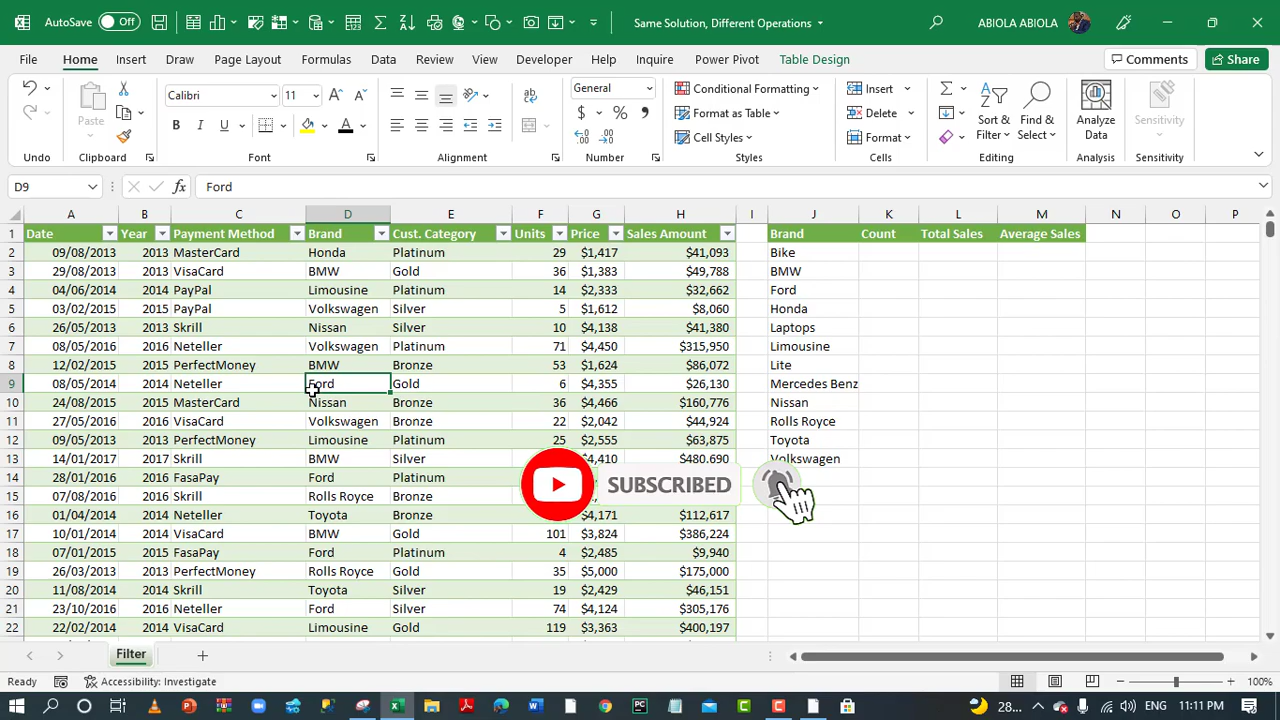 AutoSave Off Same Solution, Different Operations ABIOLA ABIOLA
File Home Insert Draw Page Layout Formulas Data Review View Developer Help Inquire Power Pivot Table Design Comments Share
Calibri 11 General Conditional Formatting Insert
Paste Format as Table Delete Sort & Filter Find & Select Analyze Data Sensitivity
B I U A $ % Cell Styles Format
Undo Clipboard Font Alignment Number Styles Cells Editing Analysis Sensitivity
D9 fx Ford
A B C D E F G H I J K L M N O P
1 Date Year Payment Method Brand Cust. Category Units Price Sales Amount Brand Count Total Sales Average Sales
2 09/08/2013 2013 MasterCard Honda Platinum 29 $1,417 $41,093 Bike
3 29/08/2013 2013 VisaCard BMW Gold 36 $1,383 $49,788 BMW
4 04/06/2014 2014 PayPal Limousine Platinum 14 $2,333 $32,662 Ford
5 03/02/2015 2015 PayPal Volkswagen Silver 5 $1,612 $8,060 Honda
6 26/05/2013 2013 Skrill Nissan Silver 10 $4,138 $41,380 Laptops
7 08/05/2016 2016 Neteller Volkswagen Platinum 71 $4,450 $315,950 Limousine
8 12/02/2015 2015 PerfectMoney BMW Bronze 53 $1,624 $86,072 Lite
9 08/05/2014 2014 Neteller Ford Gold 6 $4,355 $26,130 Mercedes Benz
10 24/08/2015 2015 MasterCard Nissan Bronze 36 $4,466 $160,776 Nissan
11 27/05/2016 2016 VisaCard Volkswagen Bronze 22 $2,042 $44,924 Rolls Royce
12 09/05/2013 2013 PerfectMoney Limousine Platinum 25 $2,555 $63,875 Toyota
13 14/01/2017 2017 Skrill BMW Silver $4,410 $480,690 Volkswagen
14 28/01/2016 2016 FasaPay Ford Platinum
15 07/08/2016 2016 Skrill Rolls Royce Bronze
SUBSCRIBED
16 01/04/2014 2014 Neteller Toyota Bronze $4,171 $112,617
17 10/01/2014 2014 VisaCard BMW Gold 101 $3,824 $386,224
18 07/01/2015 2015 FasaPay Ford Platinum 4 $2,485 $9,940
19 26/03/2013 2013 PerfectMoney Rolls Royce Gold 35 $5,000 $175,000
20 11/08/2014 2014 Skrill Toyota Silver 19 $2,429 $46,151
21 23/10/2016 2016 Neteller Ford Silver 74 $4,124 $305,176
22 22/02/2014 2014 VisaCard Limousine Gold 119 $3,363 $400,197
Filter
Ready Accessibility: Investigate 100%
28... ENG 11:11 PM